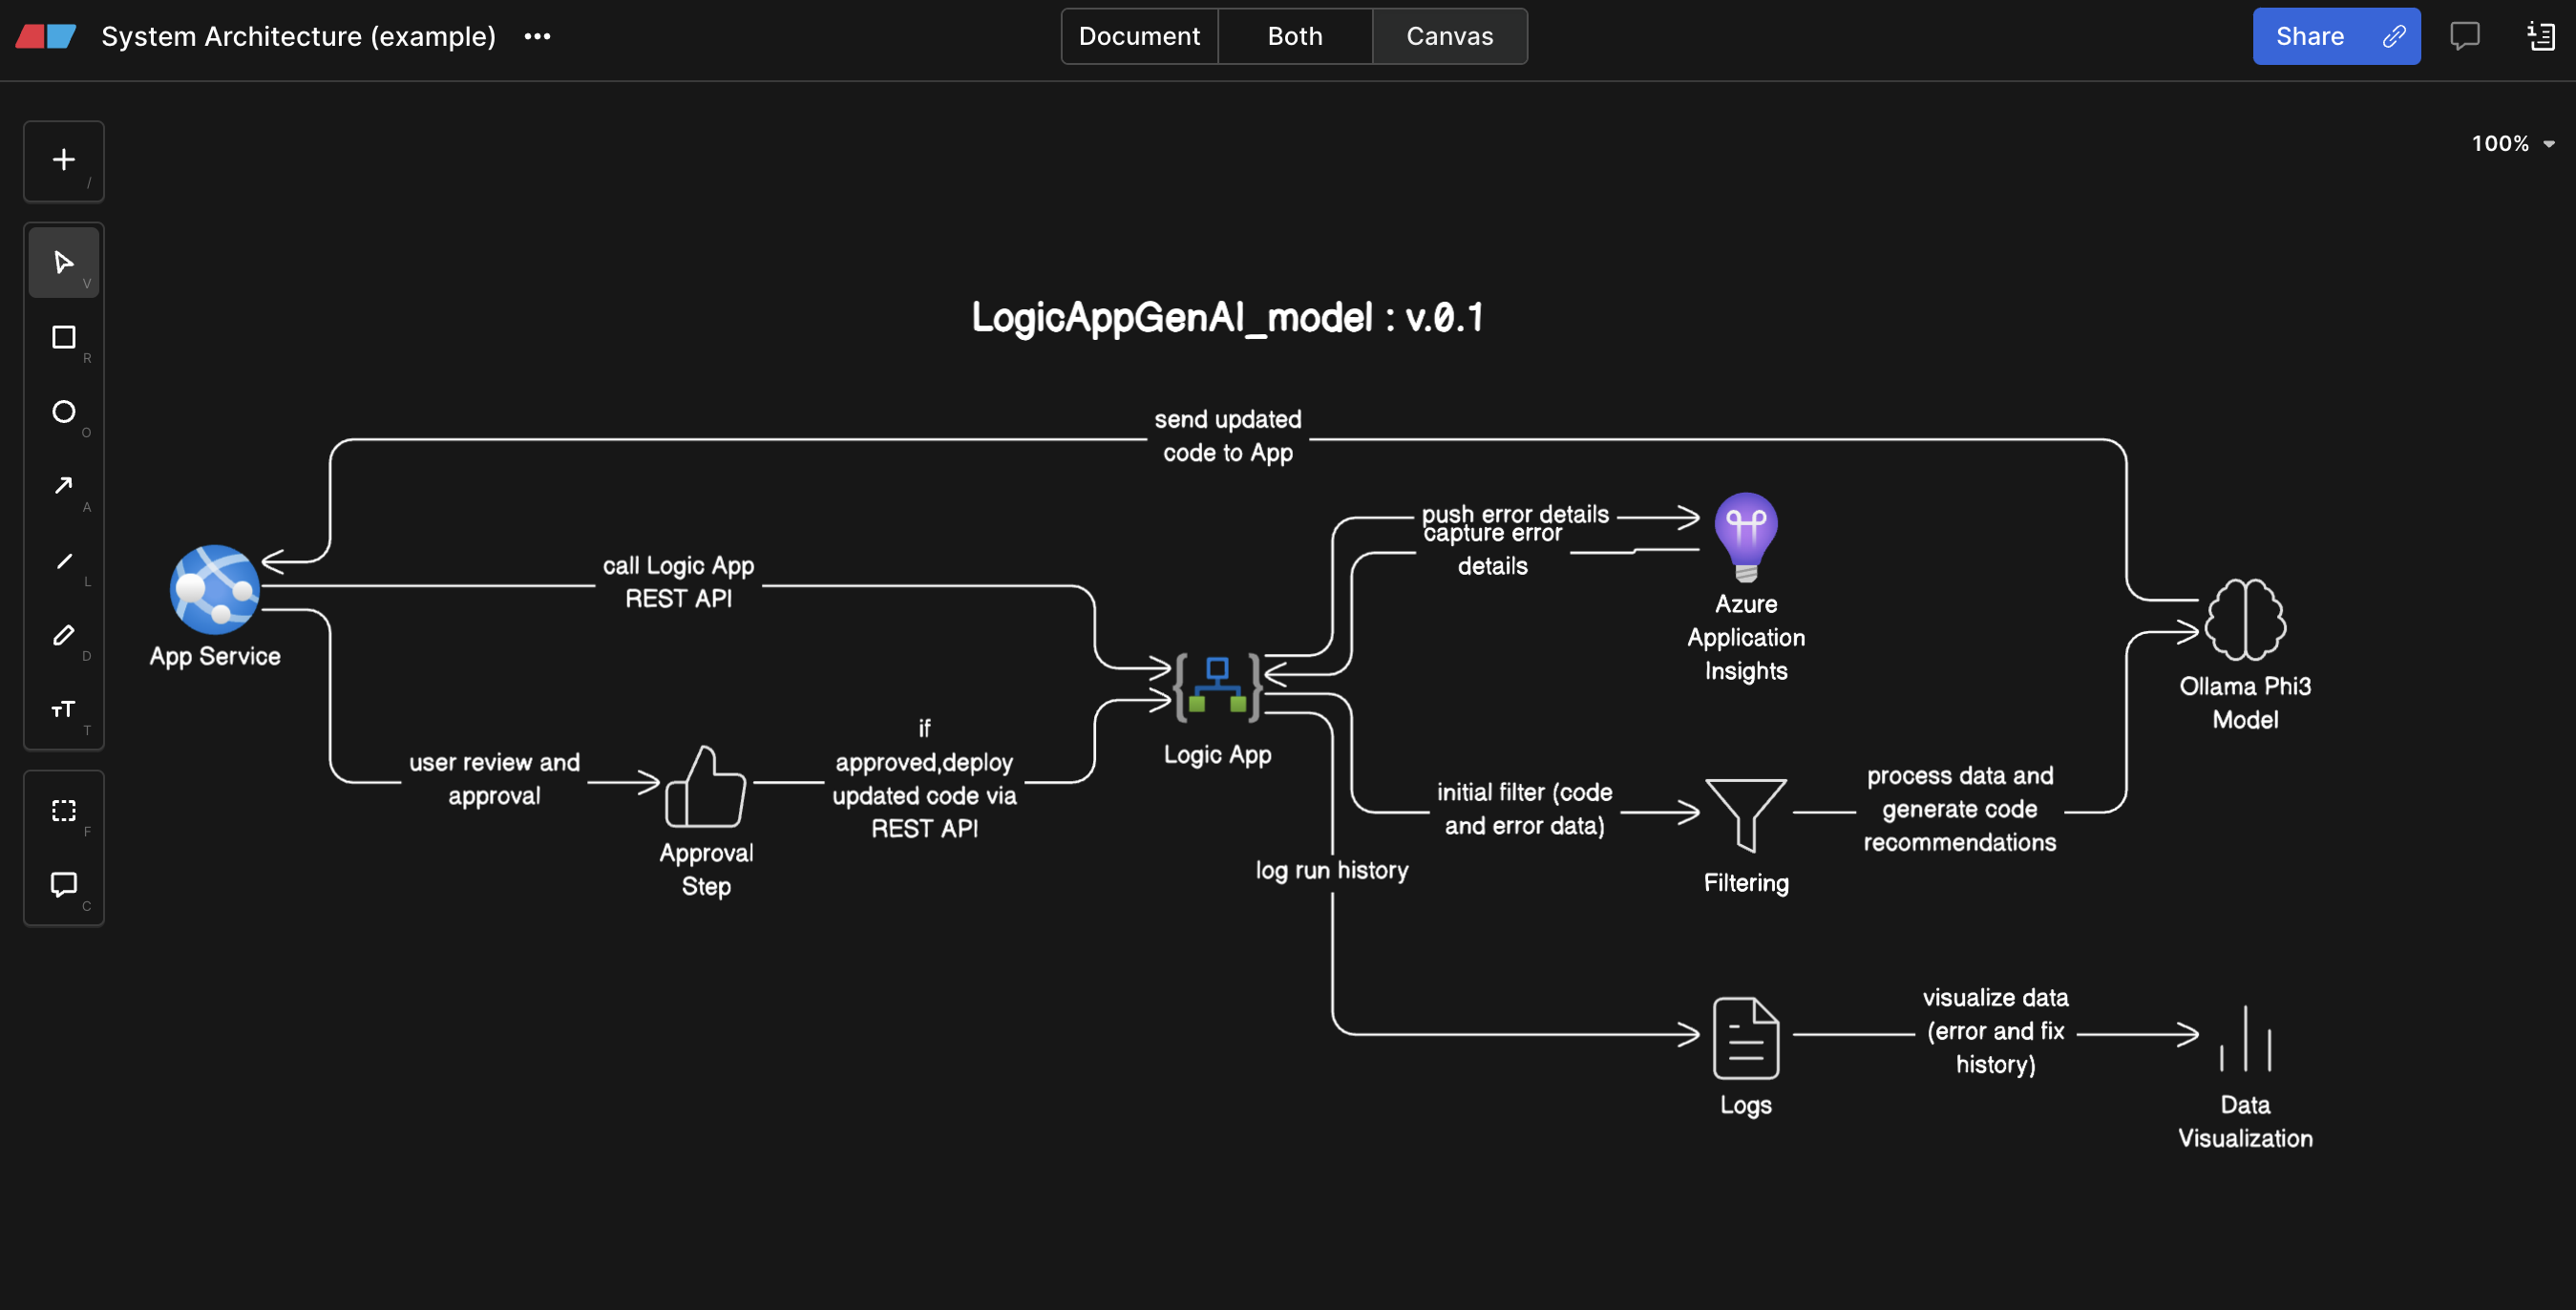 System Architecture (example)
Document
Both
Canvas
Share
100%
/
V
R
O
A
L
D
T
F
C
LogicAppGenAI_model : v.0.1
send updated
code to App
push error details
capture error
details
call Logic App
REST API
App Service
Azure
Application
Insights
Ollama Phi3
Model
Logic App
user review and
approval
if
approved,deploy
updated code via
REST API
Approval
Step
initial filter (code
and error data)
process data and
generate code
recommendations
Filtering
log run history
visualize data
(error and fix
history)
Logs
Data
Visualization